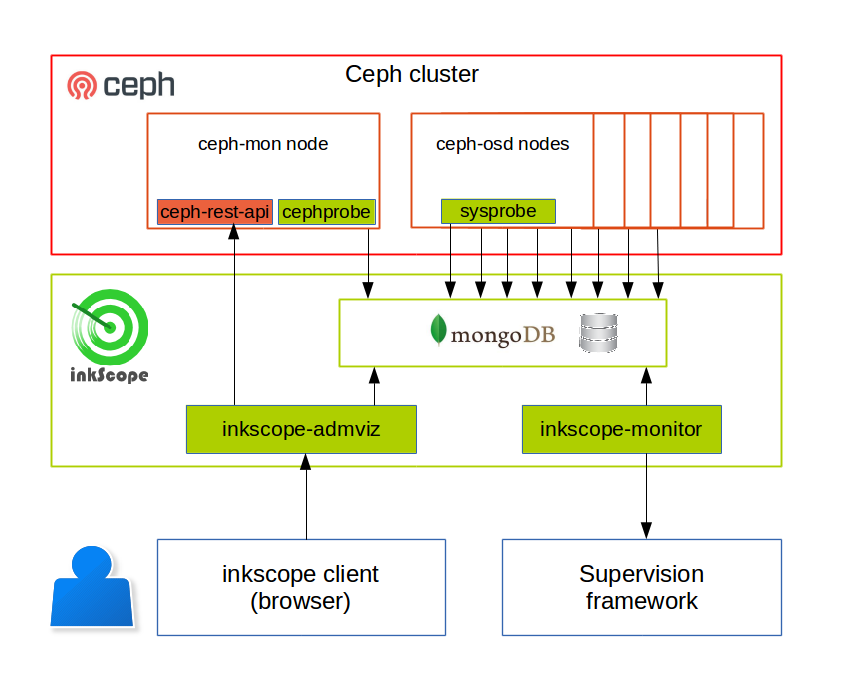 Ceph cluster
ceph
ceph-mon node
ceph-osd nodes
ceph-rest-api
cephprobe
sysprobe
mongoDB
inkScope
inkscope-admviz
inkscope-monitor
inkscope client
(browser)
Supervision
framework